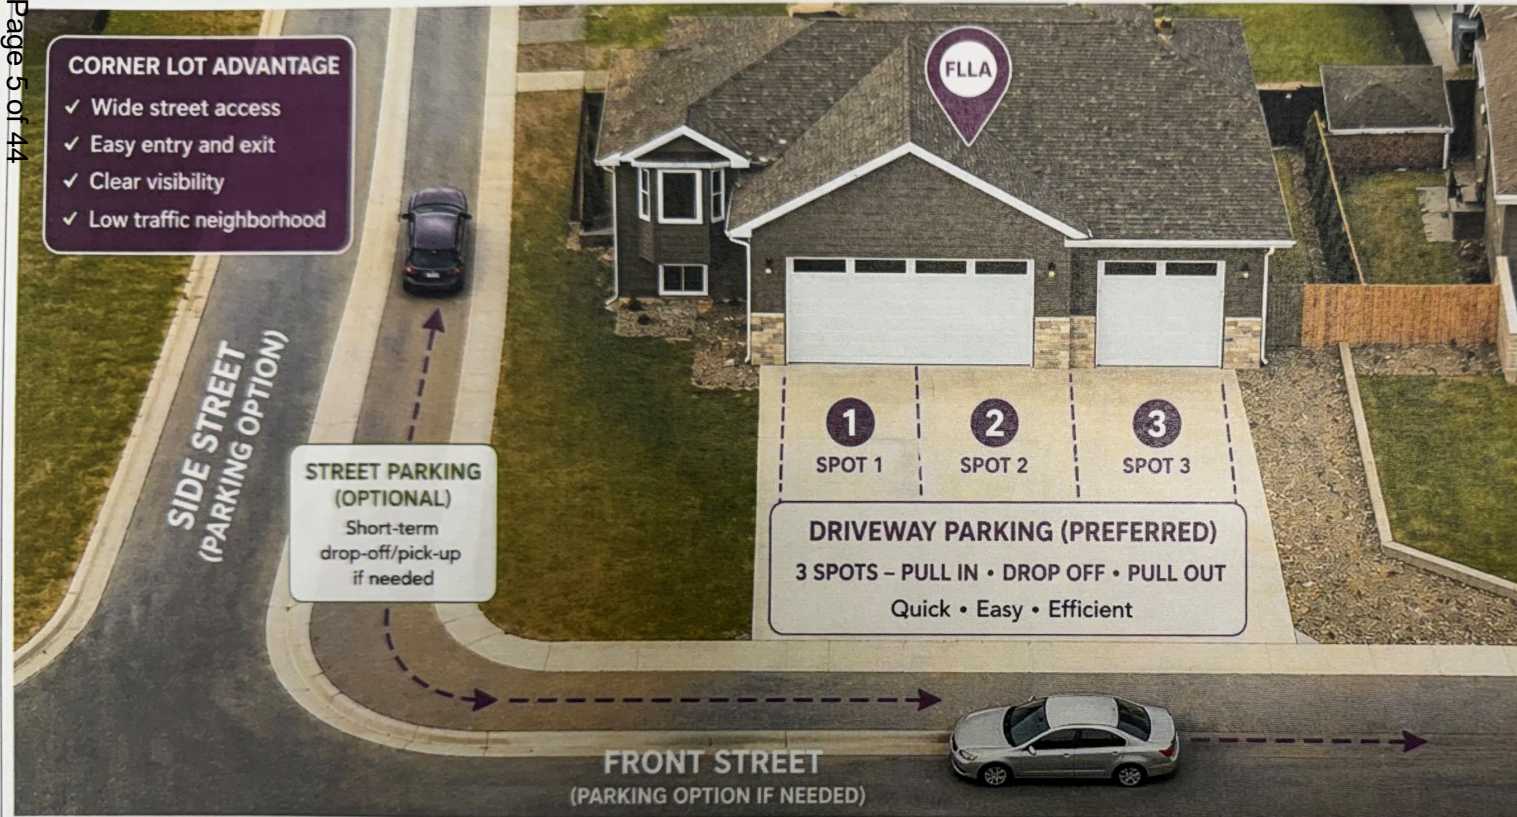 Page 5 of 44
CORNER LOT ADVANTAGE
✓ Wide street access
✓ Easy entry and exit
✓ Clear visibility
✓ Low traffic neighborhood
FLLA
SIDE STREET
(PARKING OPTION)
STREET PARKING
(OPTIONAL)
Short-term
drop-off/pick-up
if needed
1
SPOT 1
2
SPOT 2
3
SPOT 3
DRIVEWAY PARKING (PREFERRED)
3 SPOTS – PULL IN • DROP OFF • PULL OUT
Quick • Easy • Efficient
FRONT STREET
(PARKING OPTION IF NEEDED)